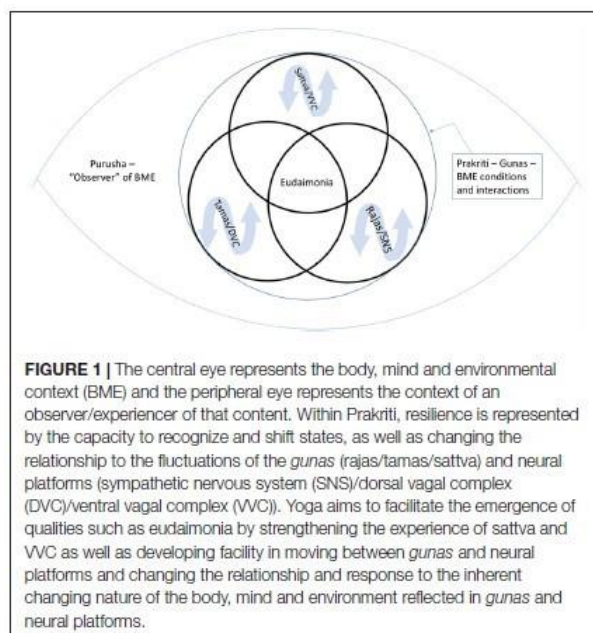 Sattva/VVC
Purusha –
"Observer" of BME
Eudaimonia
Prakriti – Gunas –
BME conditions
and interactions
Tamas/DVC
Rajas/SNS
FIGURE 1 | The central eye represents the body, mind and environmental
context (BME) and the peripheral eye represents the context of an
observer/experiencer of that content. Within Prakriti, resilience is represented
by the capacity to recognize and shift states, as well as changing the
relationship to the fluctuations of the gunas (rajas/tamas/sattva) and neural
platforms (sympathetic nervous system (SNS)/dorsal vagal complex
(DVC)/ventral vagal complex (VVC)). Yoga aims to facilitate the emergence of
qualities such as eudaimonia by strengthening the experience of sattva and
VVC as well as developing facility in moving between gunas and neural
platforms and changing the relationship and response to the inherent
changing nature of the body, mind and environment reflected in gunas and
neural platforms.